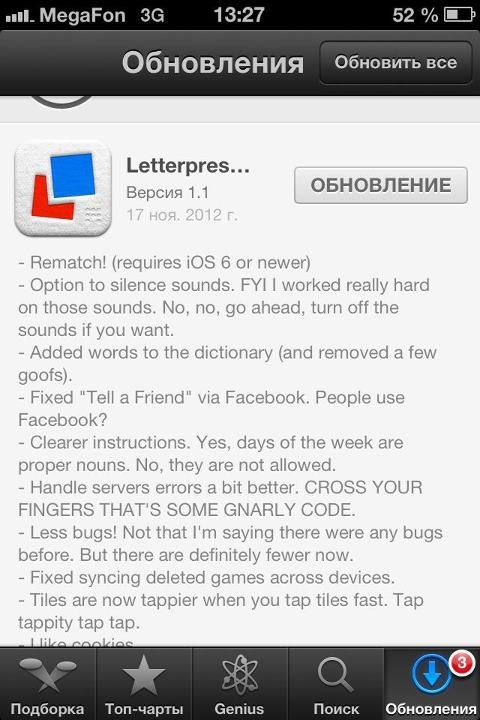 MegaFon 3G 13:27 52 %
Обновления Обновить все
Letterpres...
Версия 1.1
17 ноя. 2012 г.
ОБНОВЛЕНИЕ
- Rematch! (requires iOS 6 or newer)
- Option to silence sounds. FYI I worked really hard
on those sounds. No, no, go ahead, turn off the
sounds if you want.
- Added words to the dictionary (and removed a few
goofs).
- Fixed "Tell a Friend" via Facebook. People use
Facebook?
- Clearer instructions. Yes, days of the week are
proper nouns. No, they are not allowed.
- Handle servers errors a bit better. CROSS YOUR
FINGERS THAT'S SOME GNARLY CODE.
- Less bugs! Not that I'm saying there were any bugs
before. But there are definitely fewer now.
- Fixed syncing deleted games across devices.
- Tiles are now tappier when you tap tiles fast. Tap
tappity tap tap.
- I like cookies.
3
Подборка Топ-чарты Genius Поиск Обновления